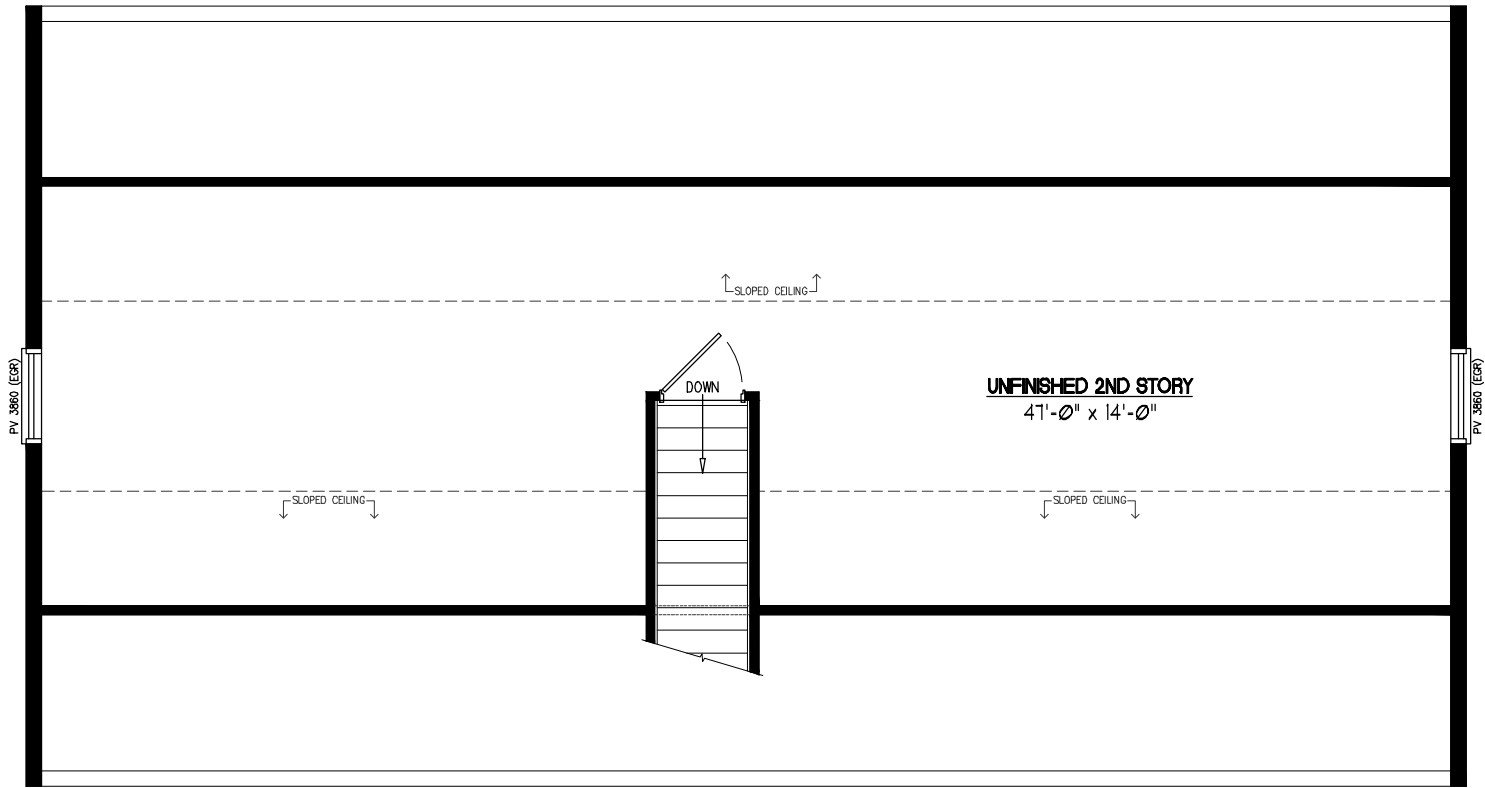 SLOPED CEILING
PV 3860 (EGR)
DOWN
UNFINISHED 2ND STORY
47'-0" x 14'-0"
PV 3860 (EGR)
SLOPED CEILING
SLOPED CEILING